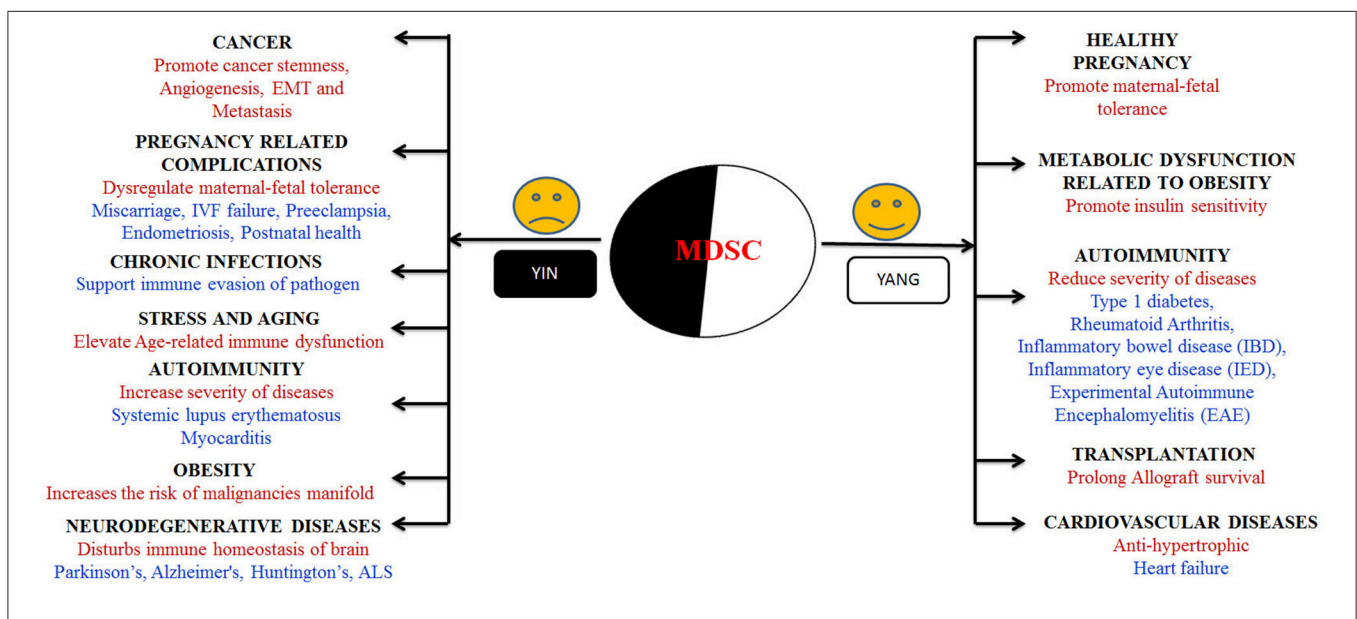 CANCER
Promote cancer stemness,
Angiogenesis, EMT and
Metastasis
PREGNANCY RELATED
COMPLICATIONS
Dysregulate maternal-fetal tolerance
Miscarriage, IVF failure, Preeclampsia,
Endometriosis, Postnatal health
CHRONIC INFECTIONS
Support immune evasion of pathogen
STRESS AND AGING
Elevate Age-related immune dysfunction
AUTOIMMUNITY
Increase severity of diseases
Systemic lupus erythematosus
Myocarditis
OBESITY
Increases the risk of malignancies manifold
NEURODEGENERATIVE DISEASES
Disturbs immune homeostasis of brain
Parkinson’s, Alzheimer's, Huntington’s, ALS
YIN
MDSC
YANG
HEALTHY
PREGNANCY
Promote maternal-fetal
tolerance
METABOLIC DYSFUNCTION
RELATED TO OBESITY
Promote insulin sensitivity
AUTOIMMUNITY
Reduce severity of diseases
Type 1 diabetes,
Rheumatoid Arthritis,
Inflammatory bowel disease (IBD),
Inflammatory eye disease (IED),
Experimental Autoimmune
Encephalomyelitis (EAE)
TRANSPLANTATION
Prolong Allograft survival
CARDIOVASCULAR DISEASES
Anti-hypertrophic
Heart failure